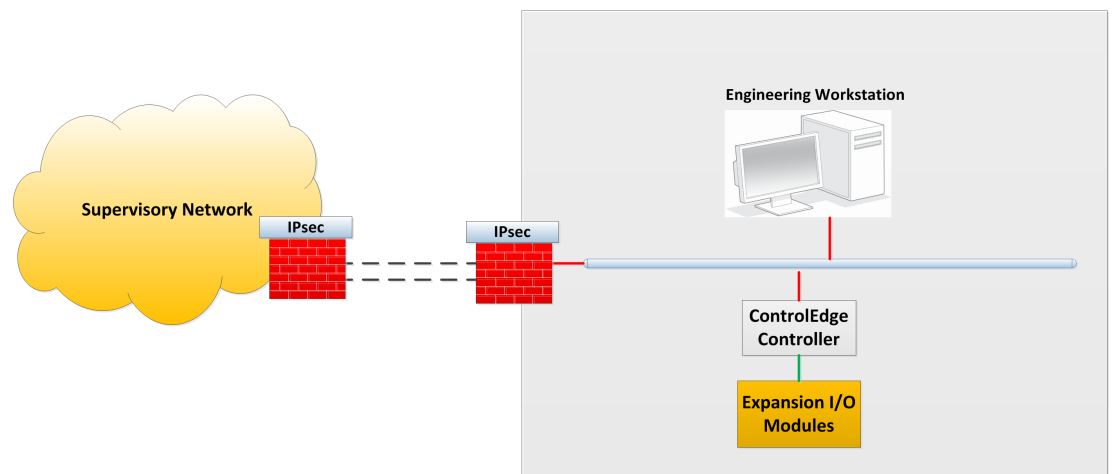 Engineering Workstation
Supervisory Network
IPsec
IPsec
ControlEdge
Controller
Expansion I/O
Modules